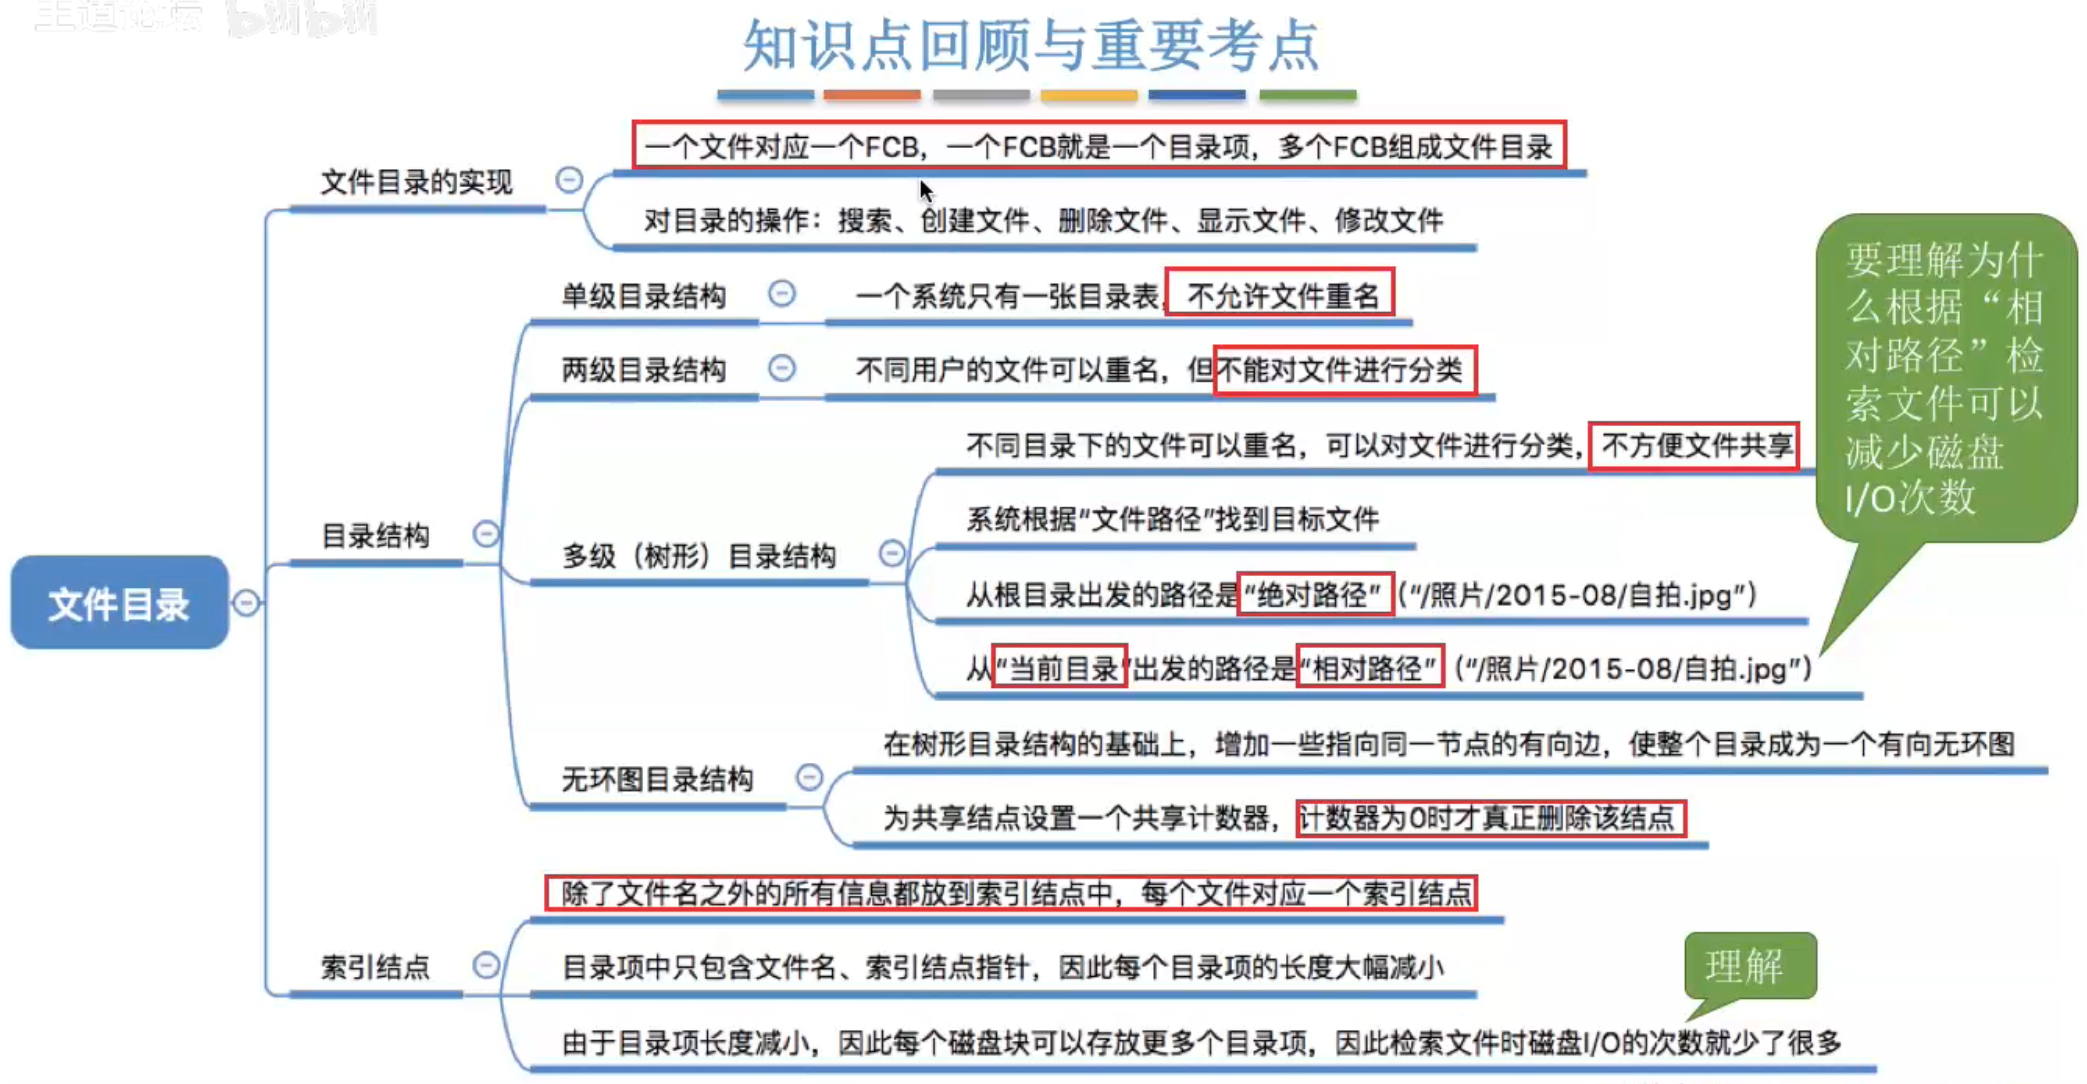 王道论坛 bilibili
知识点回顾与重要考点
文件目录
文件目录的实现
一个文件对应一个FCB，一个FCB就是一个目录项，多个FCB组成文件目录
对目录的操作：搜索、创建文件、删除文件、显示文件、修改文件
目录结构
单级目录结构
一个系统只有一张目录表，不允许文件重名
两级目录结构
不同用户的文件可以重名，但不能对文件进行分类
多级（树形）目录结构
不同目录下的文件可以重名，可以对文件进行分类，不方便文件共享
系统根据“文件路径”找到目标文件
从根目录出发的路径是“绝对路径”（“/照片/2015-08/自拍.jpg”）
从“当前目录”出发的路径是“相对路径”（“/照片/2015-08/自拍.jpg”）
要理解为什
么根据“相
对路径”检
索文件可以
减少磁盘
I/O次数
无环图目录结构
在树形目录结构的基础上，增加一些指向同一节点的有向边，使整个目录成为一个有向无环图
为共享结点设置一个共享计数器，计数器为0时才真正删除该结点
索引结点
除了文件名之外的所有信息都放到索引结点中，每个文件对应一个索引结点
目录项中只包含文件名、索引结点指针，因此每个目录项的长度大幅减小
由于目录项长度减小，因此每个磁盘块可以存放更多个目录项，因此检索文件时磁盘I/O的次数就少了很多
理解